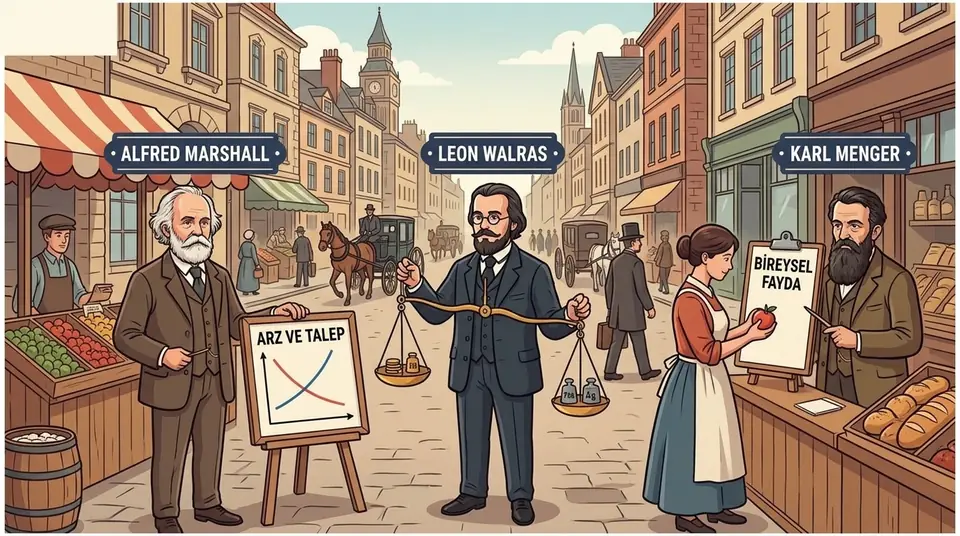 ALFRED MARSHALL
LEON WALRAS
KARL MENGER
ARZ VE TALEP
BİREYSEL
FAYDA